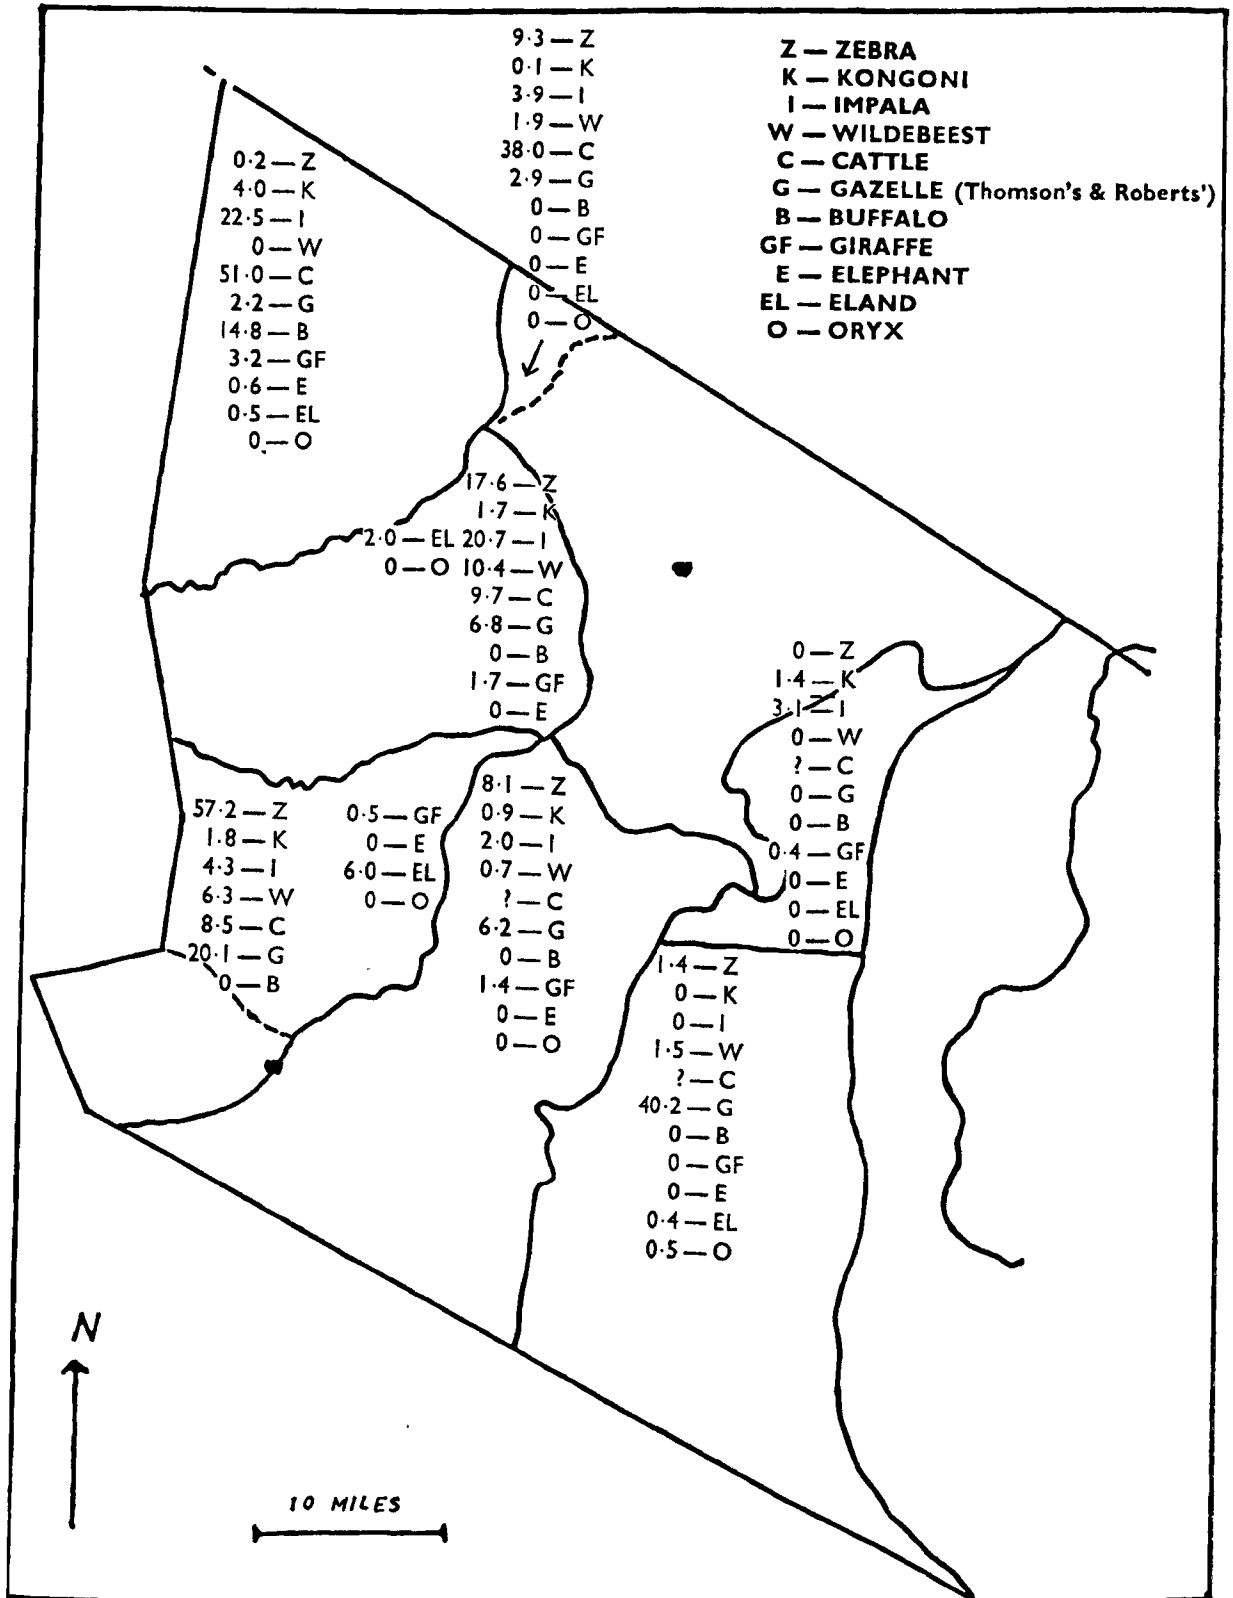 9·3 — Z
0·1 — K
3·9 — I
1·9 — W
38·0 — C
2·9 — G
0 — B
0 — GF
0 — E
0 — EL
0 — O
Z — ZEBRA
K — KONGONI
I — IMPALA
W — WILDEBEEST
C — CATTLE
G — GAZELLE (Thomson's & Roberts')
B — BUFFALO
GF — GIRAFFE
E — ELEPHANT
EL — ELAND
O — ORYX
0·2 — Z
4·0 — K
22·5 — I
0 — W
51·0 — C
2·2 — G
14·8 — B
3·2 — GF
0·6 — E
0·5 — EL
0 — O
17·6 — Z
1·7 — K
2·0 — EL 20·7 — I
0 — O 10·4 — W
9·7 — C
6·8 — G
0 — B
1·7 — GF
0 — E
0 — Z
1·4 — K
3·1 — I
0 — W
? — C
0 — G
0 — B
0·4 — GF
0 — E
0 — EL
0 — O
57·2 — Z
1·8 — K
4·3 — I
6·3 — W
8·5 — C
20·1 — G
0 — B
0·5 — GF
0 — E
6·0 — EL
0 — O
8·1 — Z
0·9 — K
2·0 — I
0·7 — W
? — C
6·2 — G
0 — B
1·4 — GF
0 — E
0 — O
1·4 — Z
0 — K
0 — I
1·5 — W
? — C
40·2 — G
0 — B
0 — GF
0 — E
0·4 — EL
0·5 — O
N
10 MILES